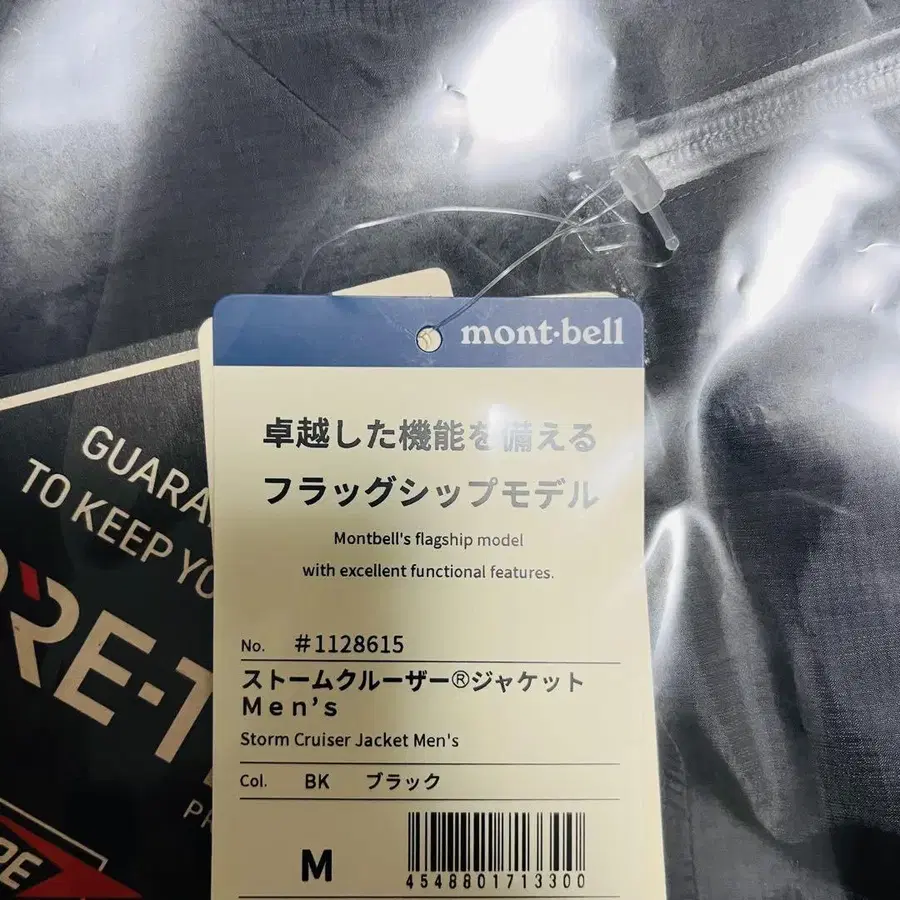 mont-bell
卓越した機能を備える
フラッグシップモデル
Montbell's flagship model
with excellent functional features.
No. #1128615
ストームクルーザー®ジャケット
Men's
Storm Cruiser Jacket Men's
Col. BK ブラック
M
4548801713300
TO KEEP